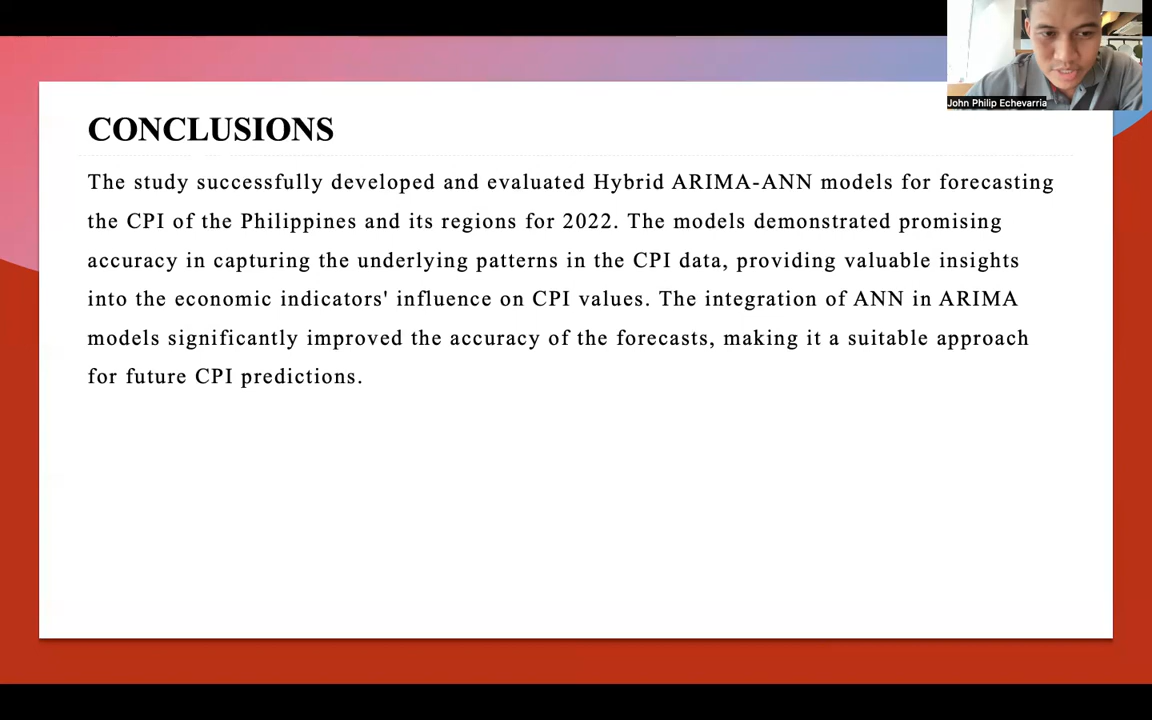 John Philip Echevarria
CONCLUSIONS
The study successfully developed and evaluated Hybrid ARIMA-ANN models for forecasting
the CPI of the Philippines and its regions for 2022. The models demonstrated promising
accuracy in capturing the underlying patterns in the CPI data, providing valuable insights
into the economic indicators' influence on CPI values. The integration of ANN in ARIMA
models significantly improved the accuracy of the forecasts, making it a suitable approach
for future CPI predictions.